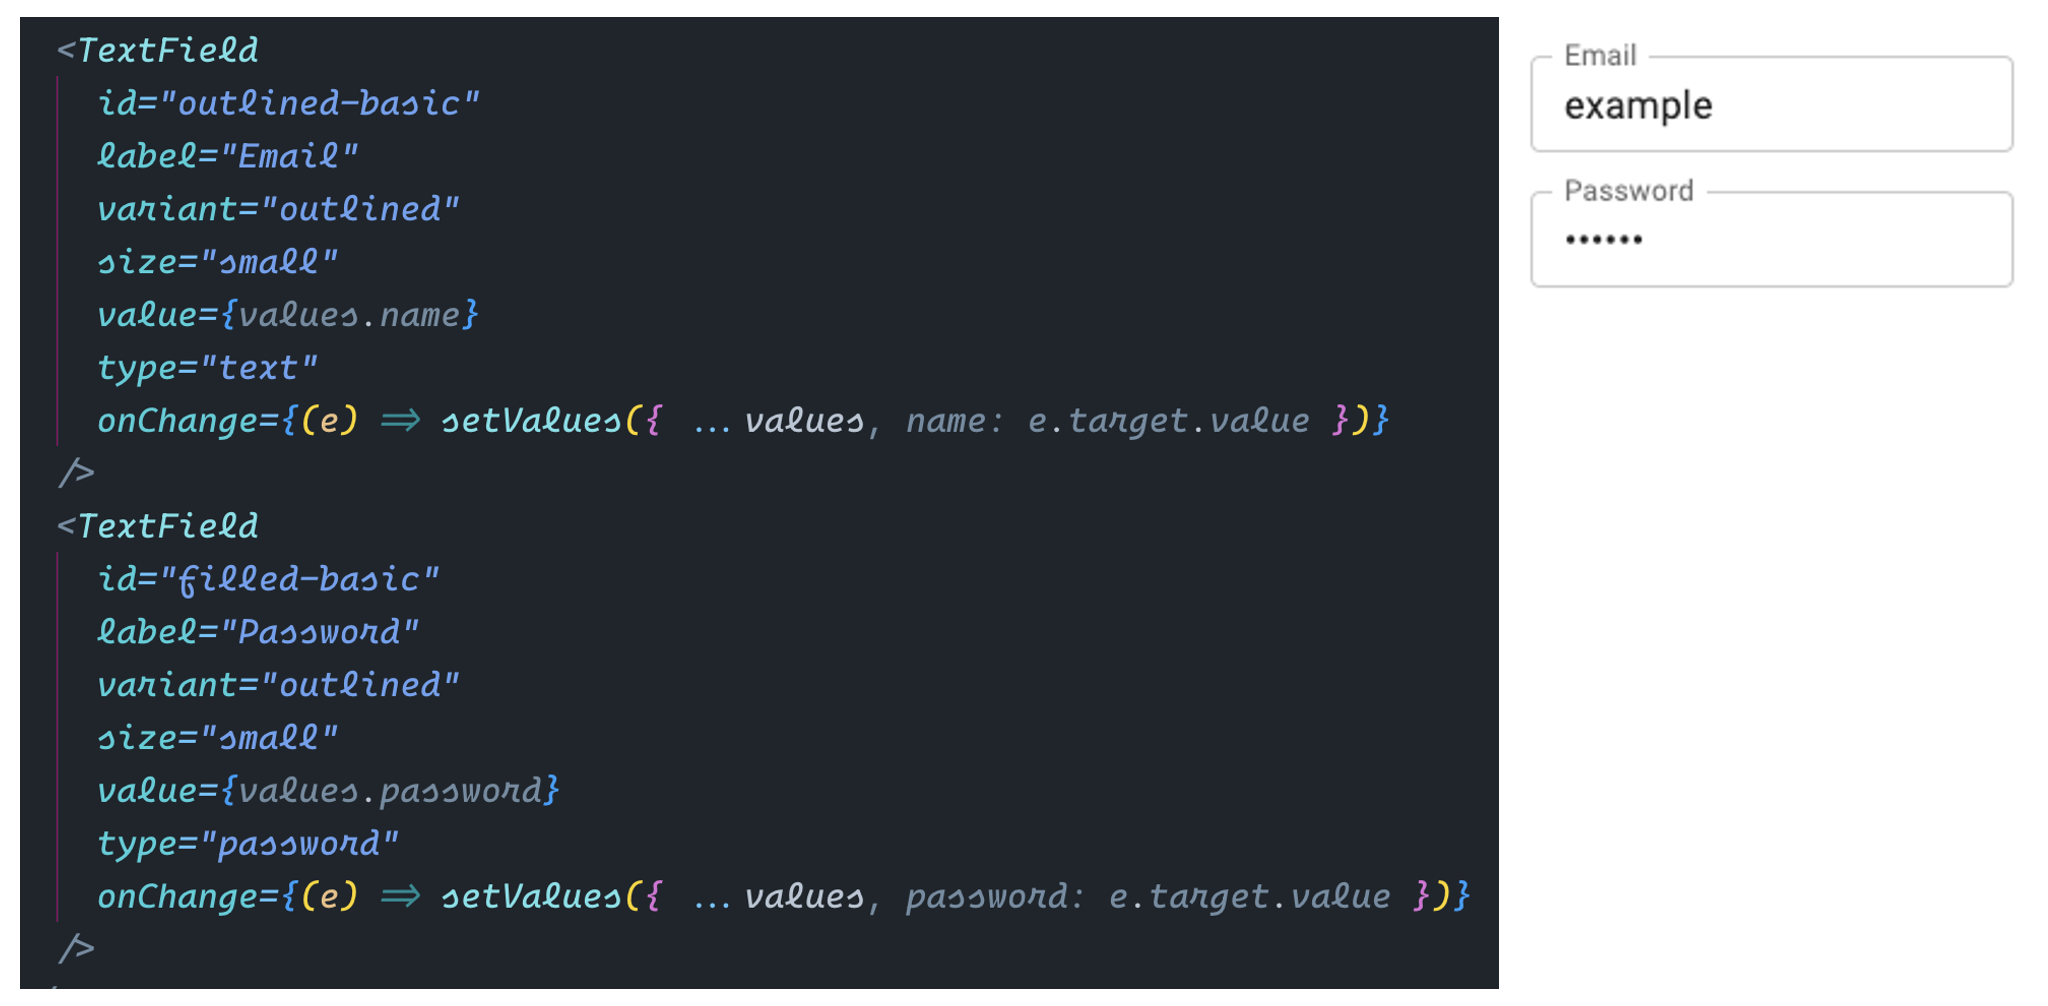 <TextField
id="outlined-basic"
label="Email"
variant="outlined"
size="small"
value={values.name}
type="text"
onChange={(e) => setValues({ ...values, name: e.target.value })}
/>
<TextField
id="filled-basic"
label="Password"
variant="outlined"
size="small"
value={values.password}
type="password"
onChange={(e) => setValues({ ...values, password: e.target.value })}
/>
Email
example
Password
••••••